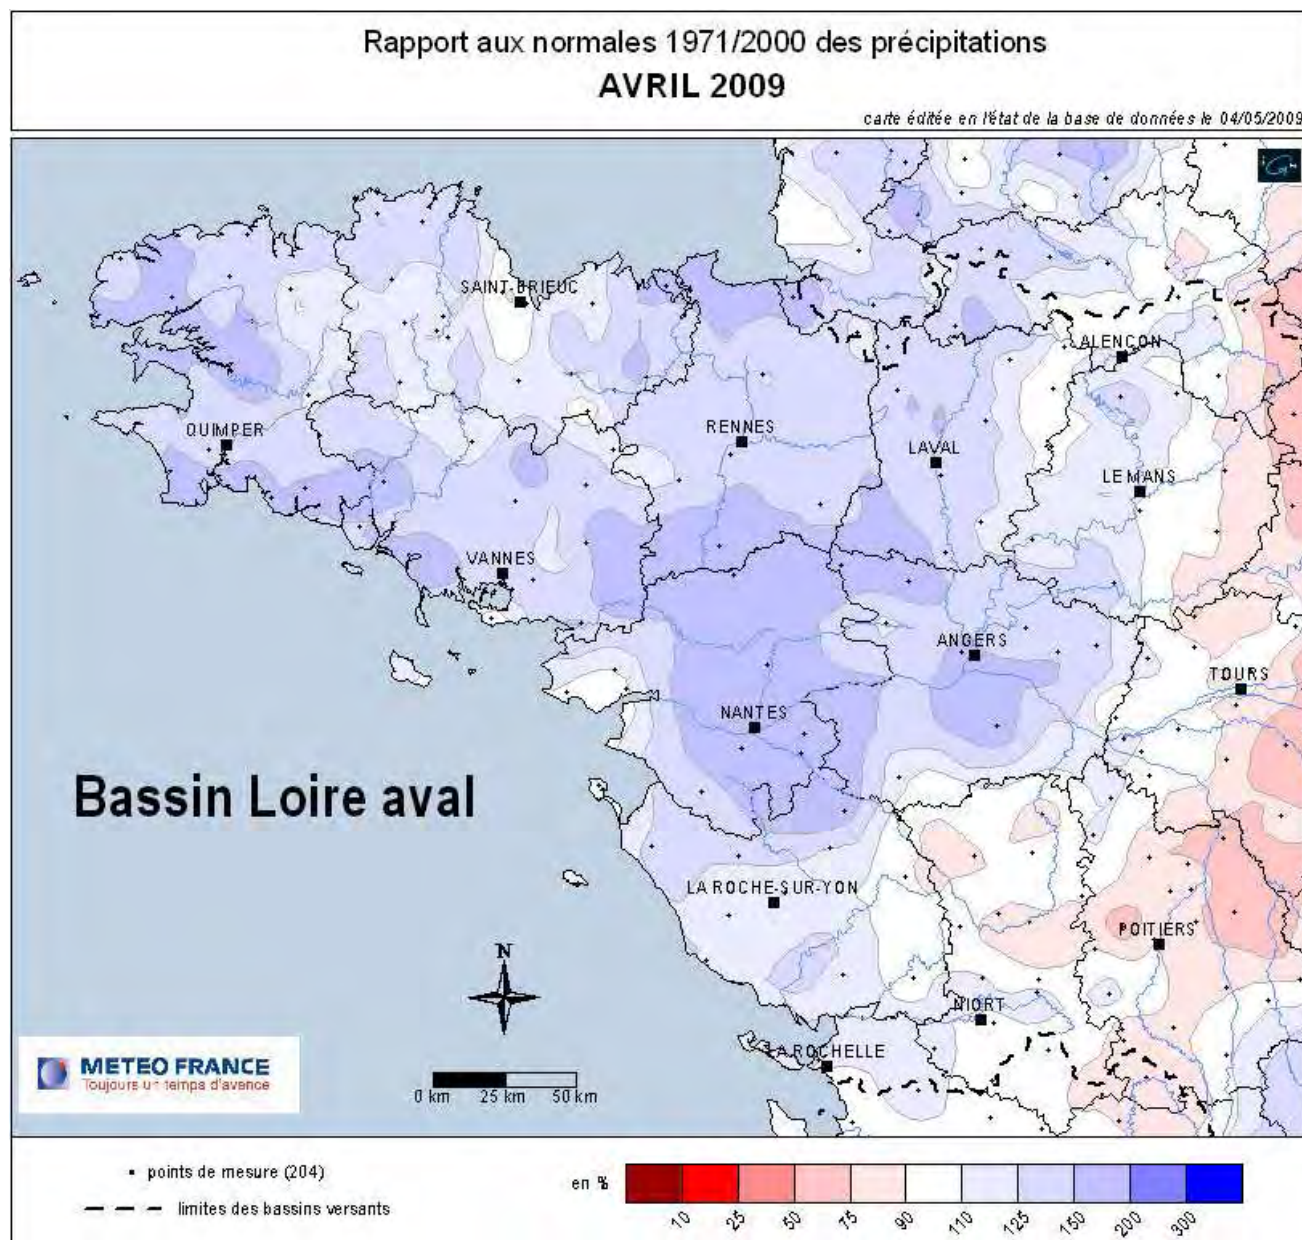 Rapport aux normales 1971/2000 des précipitations
AVRIL 2009
carte éditée en l'état de la base de données le 04/05/2009
SAINT-BRIEUC
ALENÇON
QUIMPER
RENNES
LAVAL
LE MANS
VANNES
ANGERS
TOURS
NANTES
Bassin Loire aval
LA ROCHE-SUR-YON
POITIERS
N
NIORT
LA ROCHELLE
METEO FRANCE
Toujours un temps d'avance
0 km 25 km 50 km
points de mesure (204)
limites des bassins versants
en %
10 25 50 75 90 110 125 150 200 300